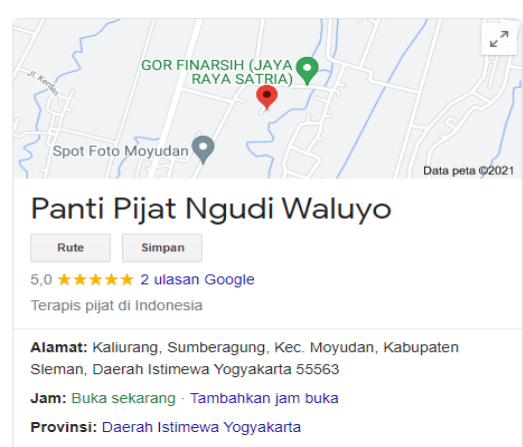 GOR FINARSIH (JAYA
RAYA SATRIA)
Jl. Kerdan
Spot Foto Moyudan
Data peta ©2021
Panti Pijat Ngudi Waluyo
Rute
Simpan
5,0 ★★★★★ 2 ulasan Google
Terapis pijat di Indonesia
Alamat: Kaliurang, Sumberagung, Kec. Moyudan, Kabupaten
Sleman, Daerah Istimewa Yogyakarta 55563
Jam: Buka sekarang · Tambahkan jam buka
Provinsi: Daerah Istimewa Yogyakarta